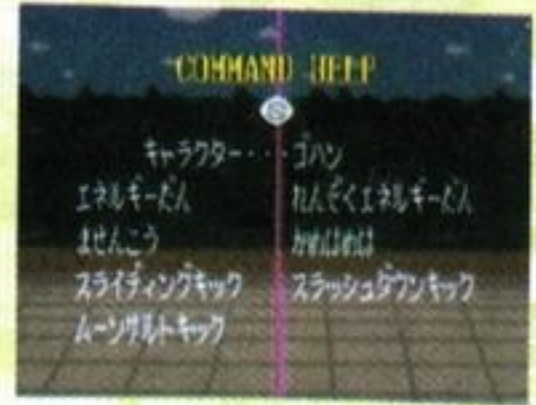 COMMAND HELP
キャラクター・・・ゴハン
エネルギーだん れんぞくエネルギーだん
ませんこう かめはめは
スライディングキック スラッシュダウンキック
ムーンサルトキック